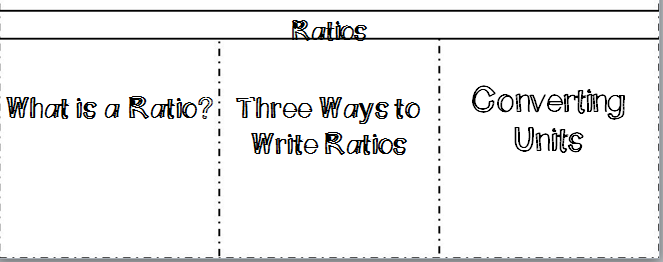 Ratios
What is a Ratio?
Three Ways to
Write Ratios
Converting
Units